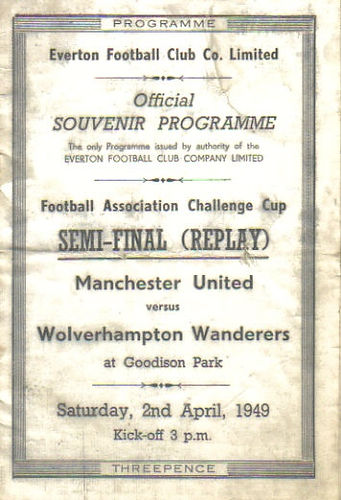 PROGRAMME
Everton Football Club Co. Limited
Official
SOUVENIR PROGRAMME
The only Programme issued by authority of the
EVERTON FOOTBALL CLUB COMPANY LIMITED
Football Association Challenge Cup
SEMI-FINAL (REPLAY)
Manchester United
versus
Wolverhampton Wanderers
at Goodison Park
Saturday, 2nd April, 1949
Kick-off 3 p.m.
THREEPENCE